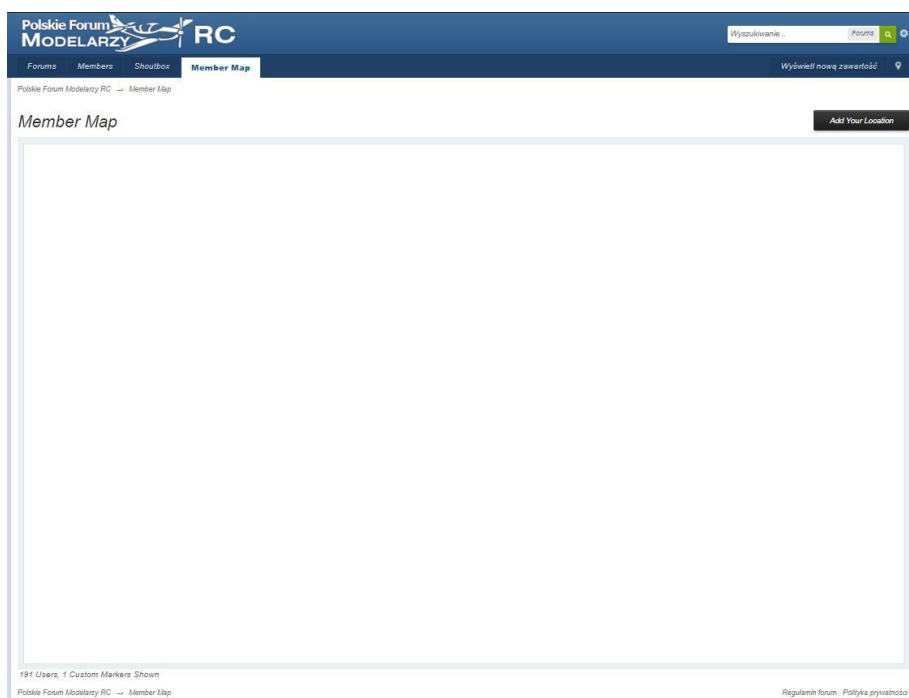 Polskie Forum
MODELARZY RC
Wyszukiwanie... Forums
Forums Members Shoutbox Member Map Wyświetl nową zawartość
Polskie Forum Modelarzy RC → Member Map
Member Map Add Your Location
191 Users, 1 Custom Markers Shown
Polskie Forum Modelarzy RC → Member Map Regulamin forum · Polityka prywatności